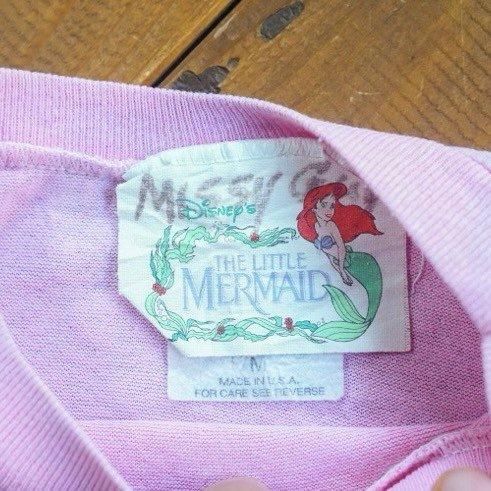 MISSY
DISNEY'S
THE LITTLE
MERMAID
M
MADE IN U.S.A.
FOR CARE SEE REVERSE